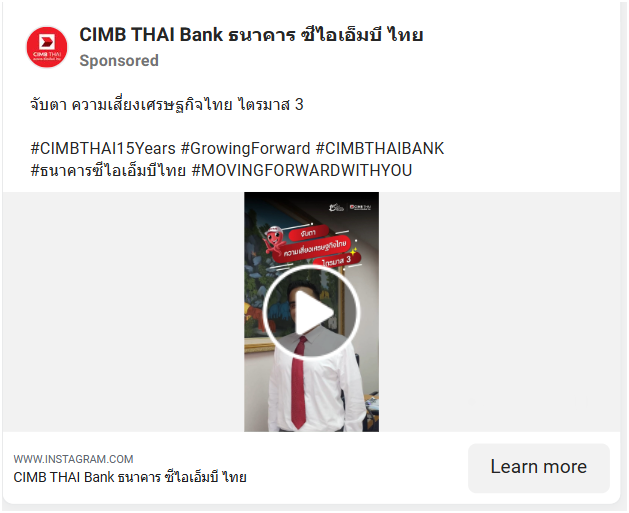 CIMB THAI Bank ธนาคาร ซีไอเอ็มบี ไทย
Sponsored
จับตา ความเสี่ยงเศรษฐกิจไทย ไตรมาส 3
#CIMBTHAI15Years #GrowingForward #CIMBTHAIBANK
#ธนาคารซีไอเอ็มบีไทย #MOVINGFORWARDWITHYOU
CIMB THAI
CIMB THAI
จับตา
ความเสี่ยงเศรษฐกิจไทย
ไตรมาส 3
WWW.INSTAGRAM.COM
CIMB THAI Bank ธนาคาร ซีไอเอ็มบี ไทย
Learn more